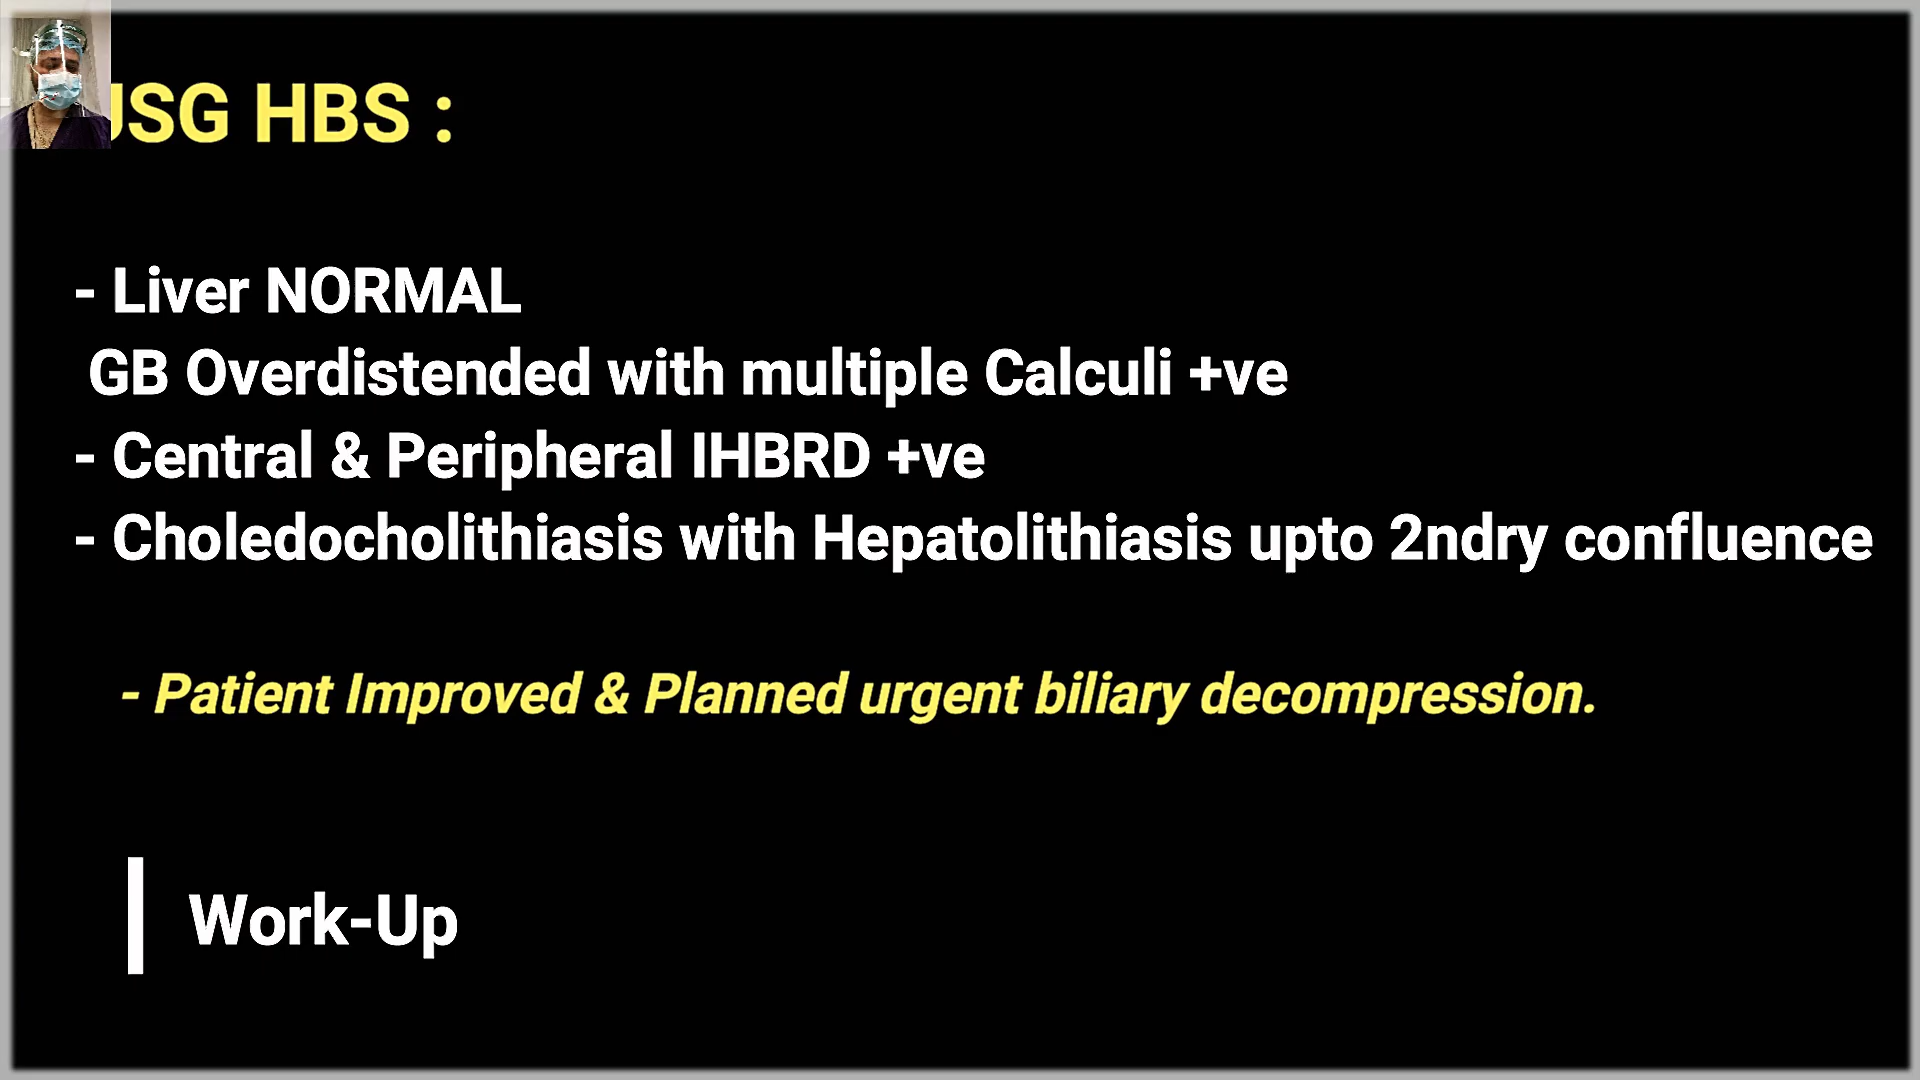 USG HBS :
- Liver NORMAL
GB Overdistended with multiple Calculi +ve
- Central & Peripheral IHBRD +ve
- Choledocholithiasis with Hepatolithiasis upto 2ndry confluence
- Patient Improved & Planned urgent biliary decompression.
Work-Up